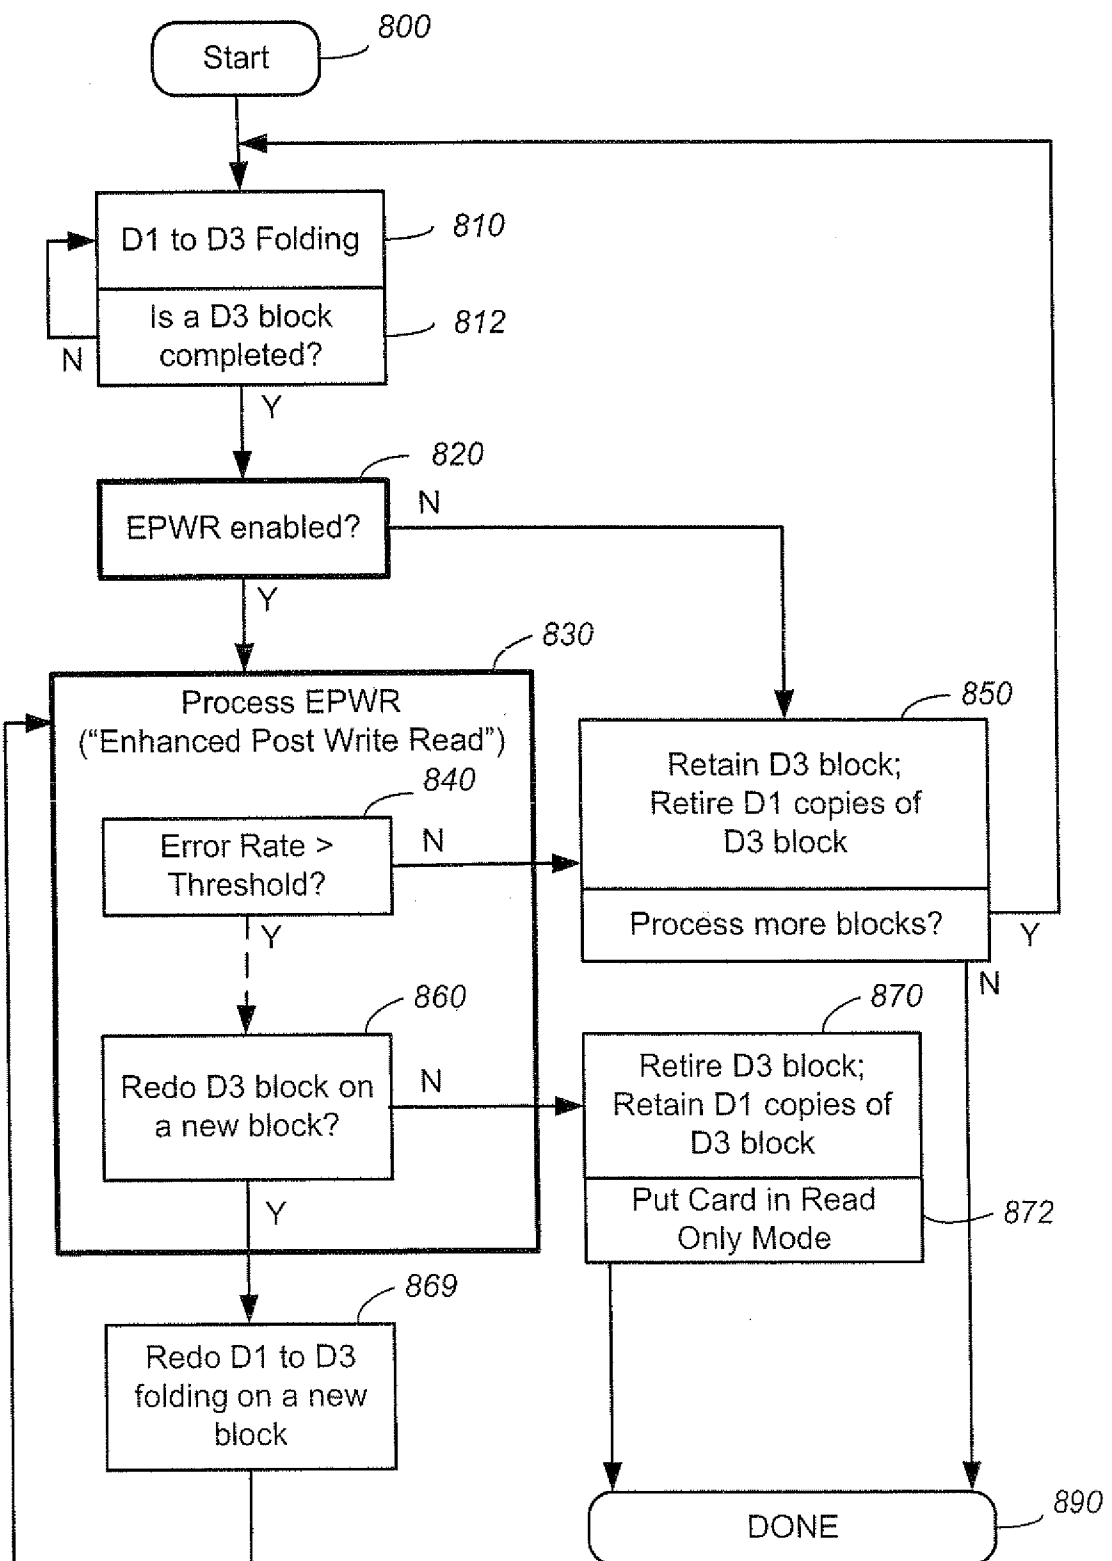 800
Start
D1 to D3 Folding
810
Is a D3 block
completed?
812
N
Y
820
EPWR enabled?
N
Y
830
Process EPWR
(“Enhanced Post Write Read”)
840
Error Rate >
Threshold?
N
Y
850
Retain D3 block;
Retire D1 copies of
D3 block
Process more blocks?
Y
N
860
Redo D3 block on
a new block?
N
Y
870
Retire D3 block;
Retain D1 copies of
D3 block
Put Card in Read
Only Mode
872
869
Redo D1 to D3
folding on a new
block
DONE
890